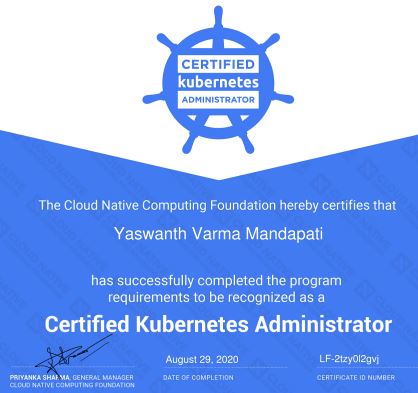 CERTIFIED
kubernetes
ADMINISTRATOR
The Cloud Native Computing Foundation hereby certifies that
Yaswanth Varma Mandapati
has successfully completed the program
requirements to be recognized as a
Certified Kubernetes Administrator
August 29, 2020
LF-2tzy0l2gvj
PRIYANKA SHARMA, GENERAL MANAGER
CLOUD NATIVE COMPUTING FOUNDATION
DATE OF COMPLETION
CERTIFICATE ID NUMBER